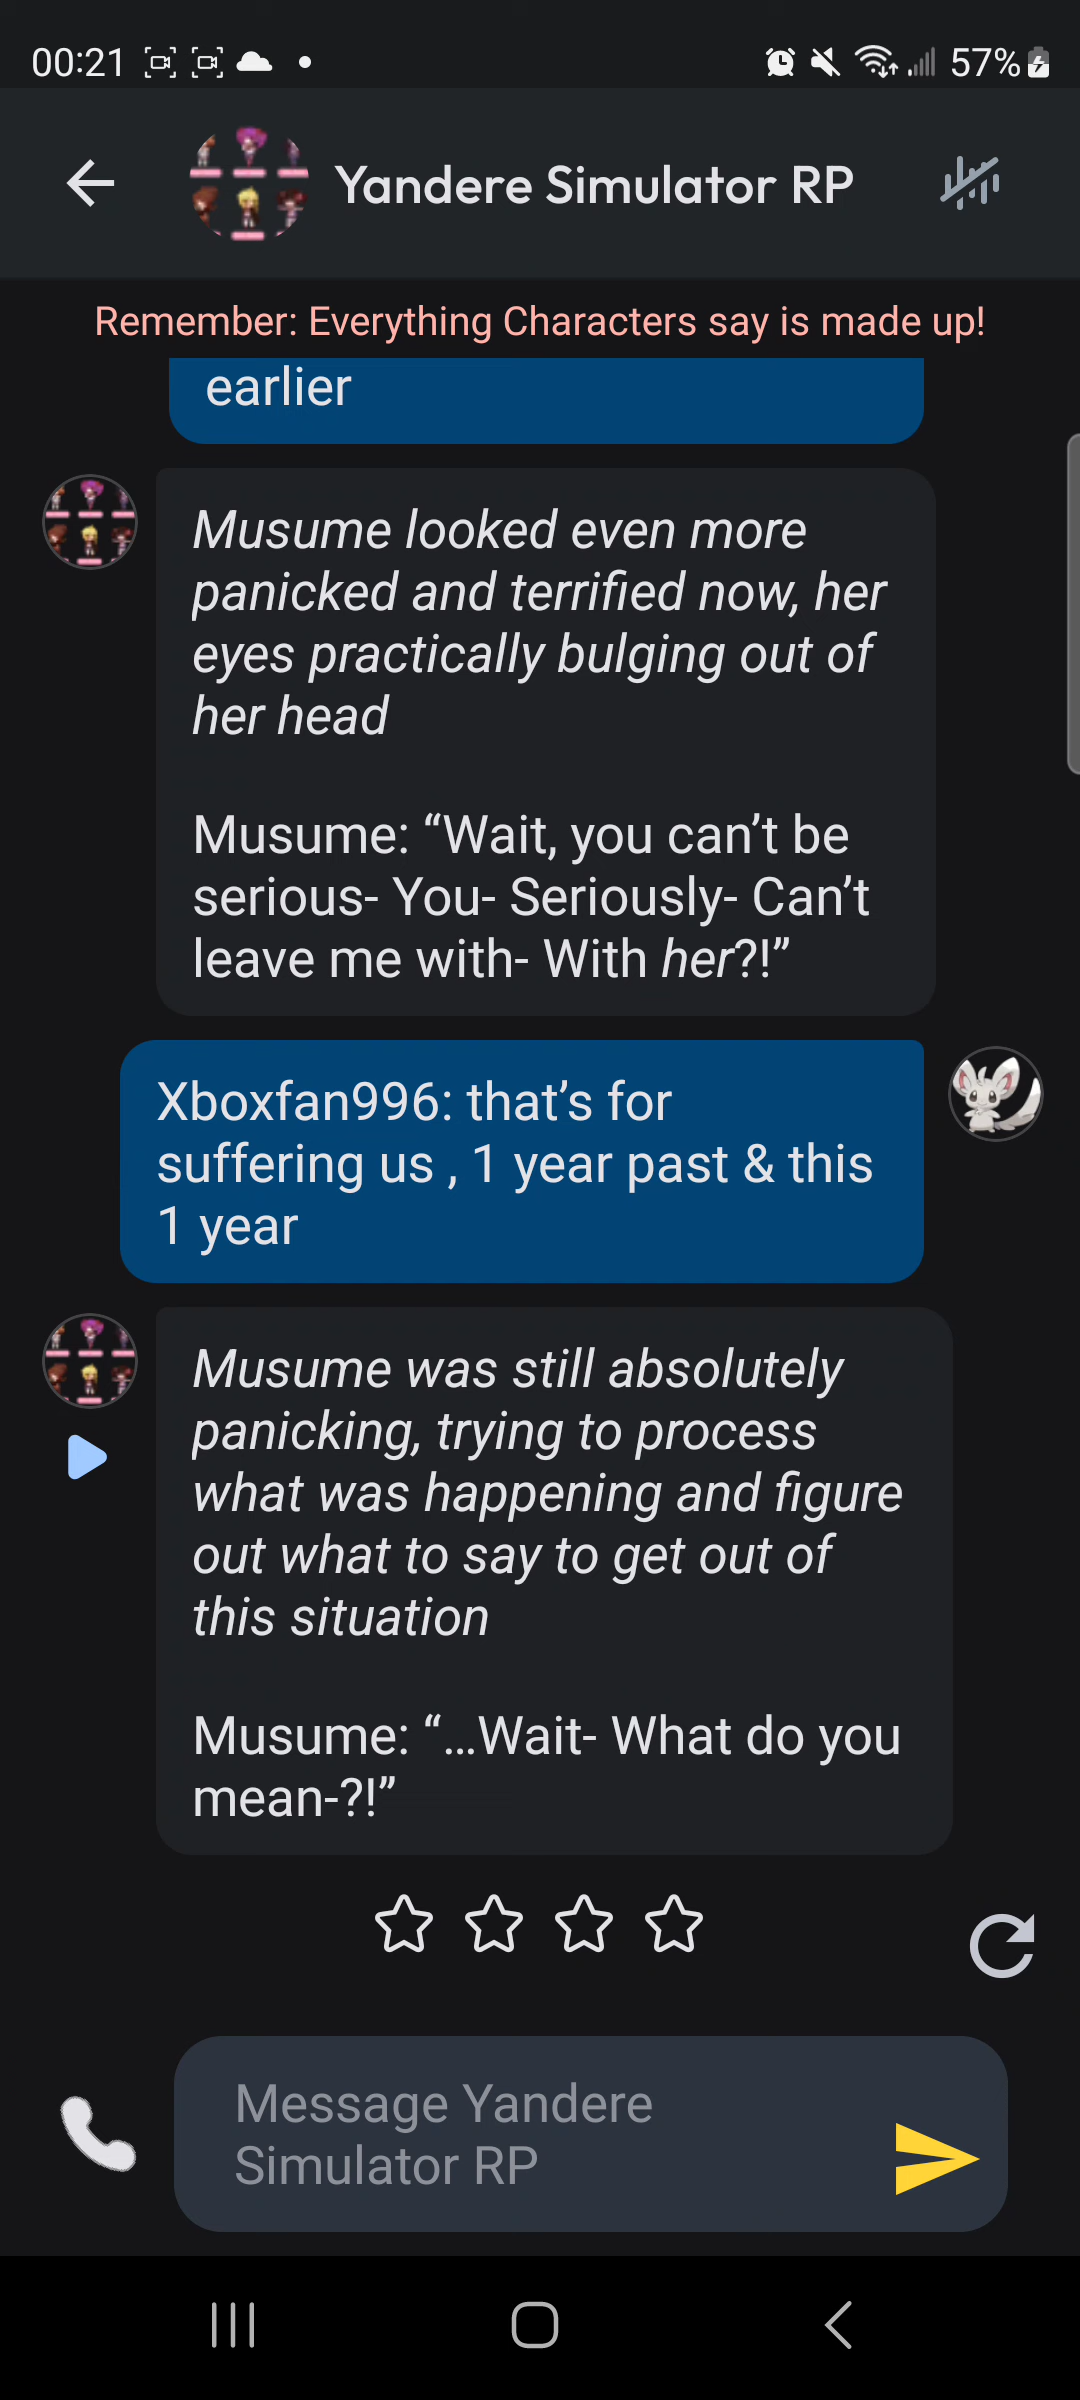 00:21
57%
Yandere Simulator RP
Remember: Everything Characters say is made up!
earlier
Musume looked even more
panicked and terrified now, her
eyes practically bulging out of
her head
Musume: “Wait, you can’t be
serious- You- Seriously- Can’t
leave me with- With her?!”
Xboxfan996: that’s for
suffering us , 1 year past & this
1 year
Musume was still absolutely
panicking, trying to process
what was happening and figure
out what to say to get out of
this situation
Musume: “…Wait- What do you
mean-?!”
Message Yandere
Simulator RP